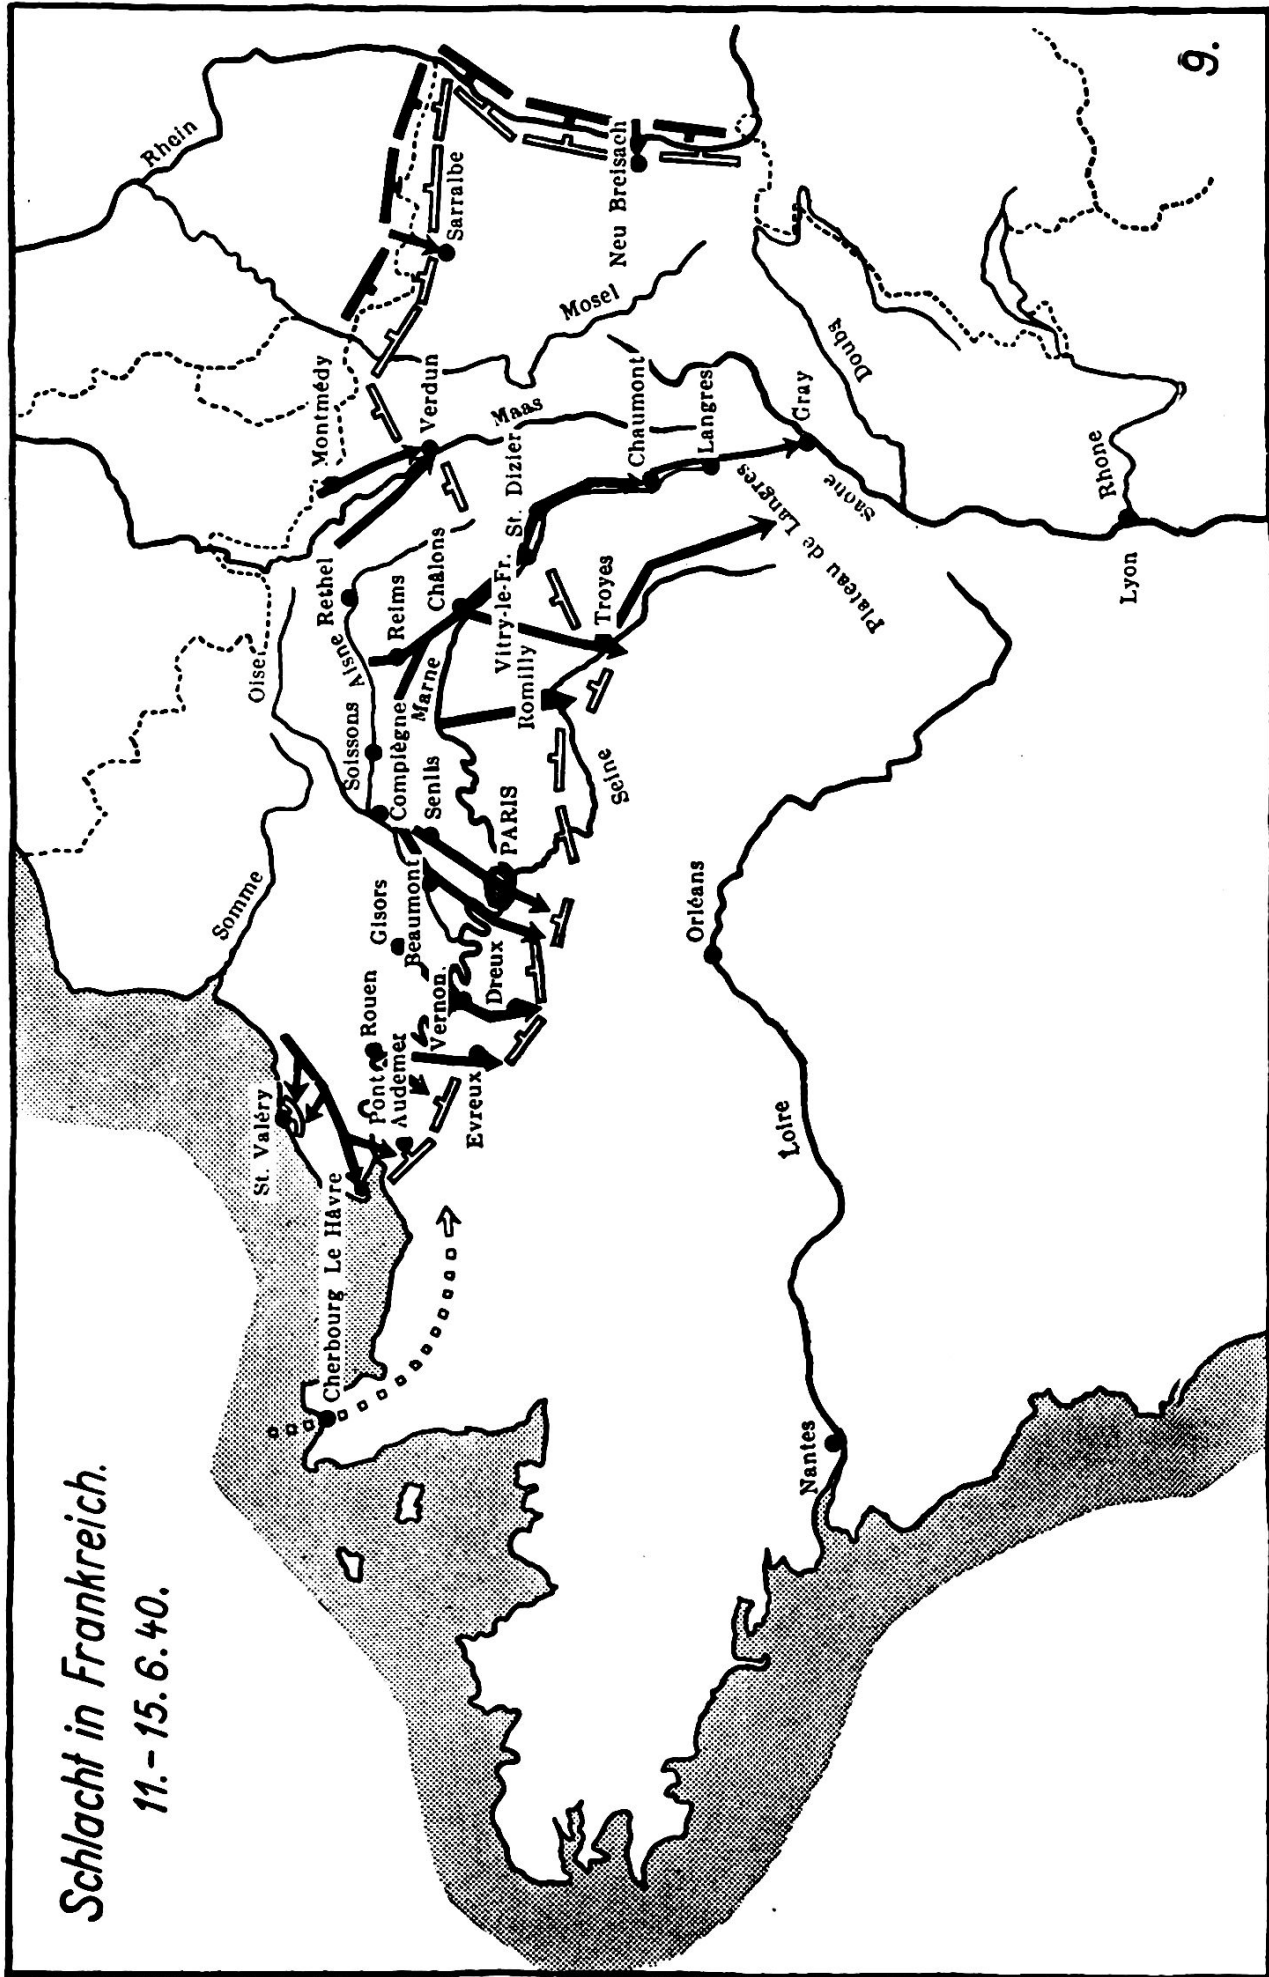 Schlacht in Frankreich.
11.-15.6.40.
9.
Rhein
Somme
Oise
Montmédy
Sarralbe
St. Valéry
Rouen
Gisors
Soissons
Aisne
Rethel
Verdun
Cherbourg
Le Hâvre
Pont
Audemer
Beaumont
Compiègne
Reims
Senlis
Marne
Châlons
Maas
Mosel
Neu Breisach
Evreux
Vernon
Dreux
PARIS
Romilly
Vitry-le-Fr.
St. Dizier
Seine
Troyes
Chaumont
Langres
Plateau de Langres
Gray
Saône
Doubs
Orléans
Loire
Nantes
Lyon
Rhone